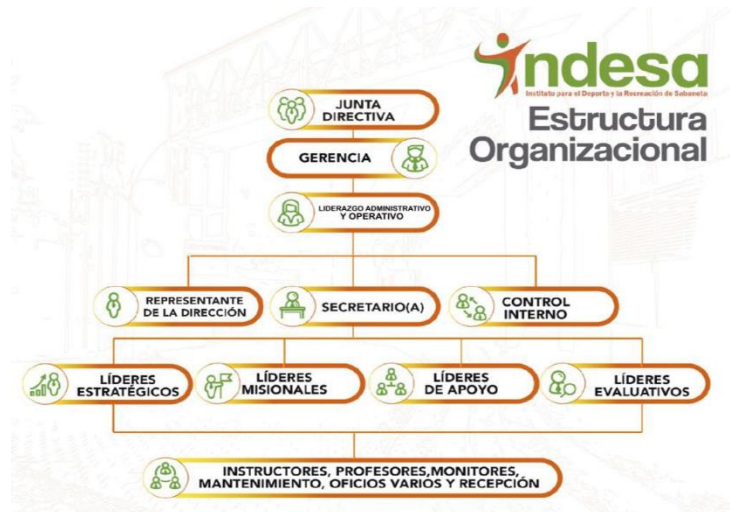 indesa
Instituto para el Deporte y la Recreación de Sabaneta
Estructura
Organizacional
JUNTA
DIRECTIVA
GERENCIA
LIDERAZGO ADMINISTRATIVO
Y OPERATIVO
REPRESENTANTE
DE LA DIRECCIÓN
SECRETARIO(A)
CONTROL
INTERNO
LÍDERES
ESTRATÉGICOS
LÍDERES
MISIONALES
LÍDERES
DE APOYO
LÍDERES
EVALUATIVOS
INSTRUCTORES, PROFESORES,MONITORES,
MANTENIMIENTO, OFICIOS VARIOS Y RECEPCIÓN